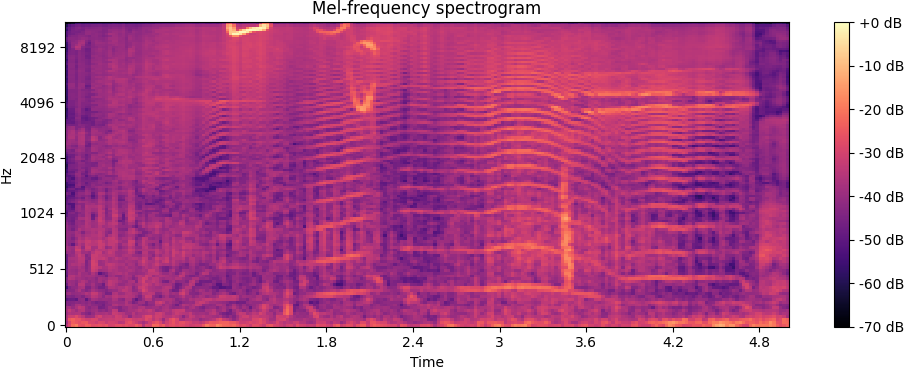 Mel-frequency spectrogram
8192
4096
2048
1024
512
0
Hz
0 0.6 1.2 1.8 2.4 3 3.6 4.2 4.8
Time
+0 dB
-10 dB
-20 dB
-30 dB
-40 dB
-50 dB
-60 dB
-70 dB